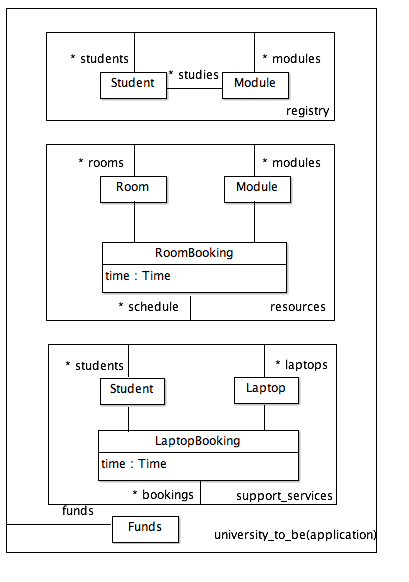 * students
* modules
* studies
Student
Module
registry
* rooms
* modules
Room
Module
RoomBooking
time : Time
* schedule
resources
* students
* laptops
Student
Laptop
LaptopBooking
time : Time
* bookings
support_services
funds
Funds
university_to_be(application)